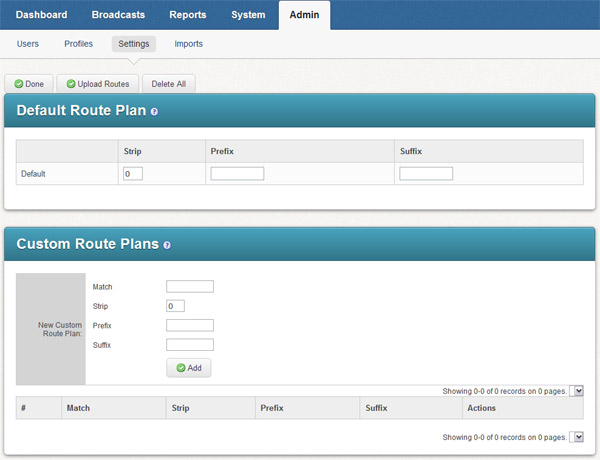 Dashboard Broadcasts Reports System Admin
Users Profiles Settings Imports
Done Upload Routes Delete All
Default Route Plan ?
Strip Prefix Suffix
Default 0
Custom Route Plans ?
New Custom Route Plan:
Match
Strip 0
Prefix
Suffix
Add
Showing 0-0 of 0 records on 0 pages.
# Match Strip Prefix Suffix Actions
Showing 0-0 of 0 records on 0 pages.